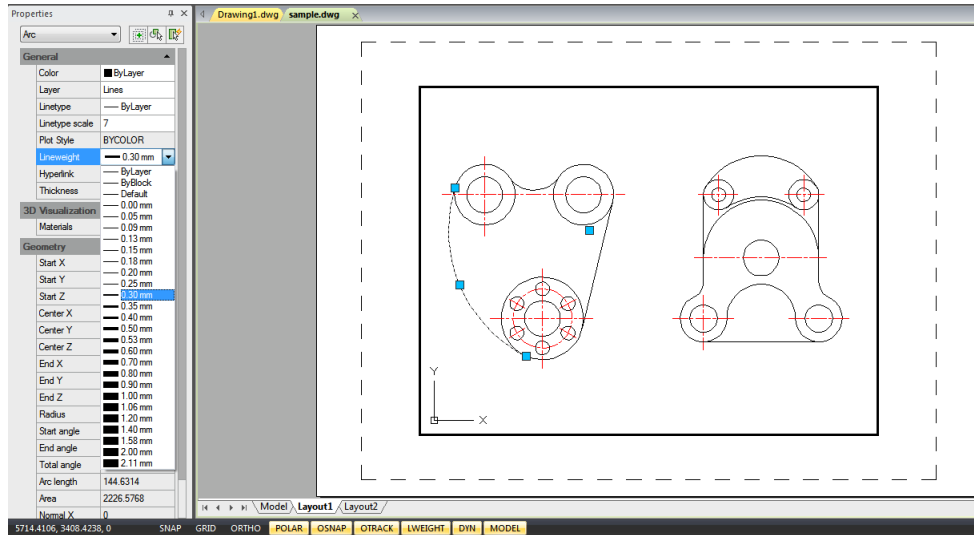 Properties
Drawing1.dwg sample.dwg
Arc
General
Color ByLayer
Layer Lines
Linetype ByLayer
Linetype scale 7
Plot Style BYCOLOR
Lineweight 0.30 mm
Hyperlink
Thickness
3D Visualization
Materials
Geometry
Start X
Start Y
Start Z
Center X
Center Y
Center Z
End X
End Y
End Z
Radius
Start angle
End angle
Total angle
ByLayer
ByBlock
Default
0.00 mm
0.05 mm
0.09 mm
0.13 mm
0.15 mm
0.18 mm
0.20 mm
0.25 mm
0.30 mm
0.35 mm
0.40 mm
0.50 mm
0.53 mm
0.60 mm
0.70 mm
0.80 mm
0.90 mm
1.00 mm
1.06 mm
1.20 mm
1.40 mm
1.58 mm
2.00 mm
2.11 mm
Arc length 144.6314
Area 2226.5768
Normal X 0
Y
X
Model Layout1 Layout2
5714.4106, 3408.4238, 0 SNAP GRID ORTHO POLAR OSNAP OTRACK LWEIGHT DYN MODEL